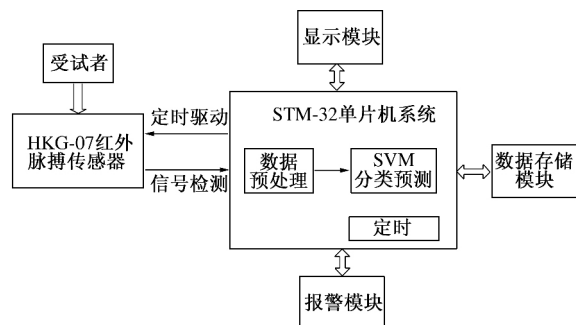 显示模块
受试者
定时驱动
STM-32单片机系统
HKG-07红外
脉搏传感器
信号检测
数据
预处理
SVM
分类预测
数据存储
模块
定时
报警模块